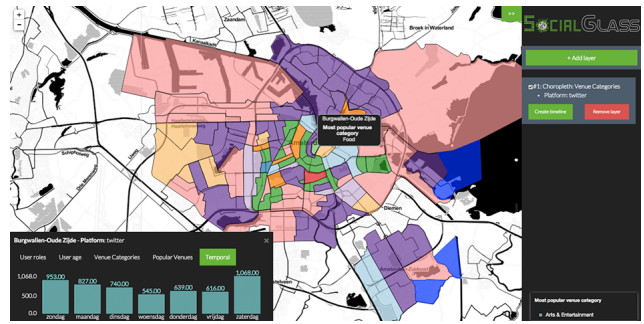 Zaandam
Broek in Waterland
>>
SocialGlass
+
−
+ Add layer
#1: Choropleth: Venue Categories
Platform: twitter
Create timeline
Remove layer
Burgwallen-Oude Zijde
Most popular venue
category
Food
Diemen
Burgwallen-Oude Zijde - Platform: twitter
×
User roles
User age
Venue Categories
Popular Venues
Temporal
1,068.0
500.0
0.0
953.00
827.00
740.00
545.00
639.00
616.00
1,068.00
zondag
maandag
dinsdag
woensdag
donderdag
vrijdag
zaterdag
Most popular venue category
Arts & Entertainment